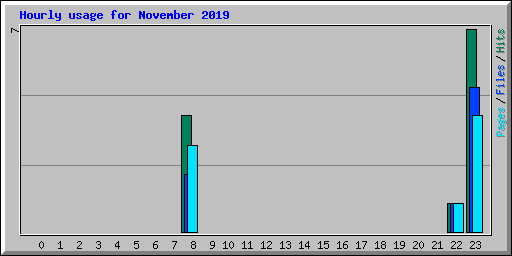 Hourly usage for November 2019
7
Pages / Files / Hits
0 1 2 3 4 5 6 7 8 9 10 11 12 13 14 15 16 17 18 19 20 21 22 23